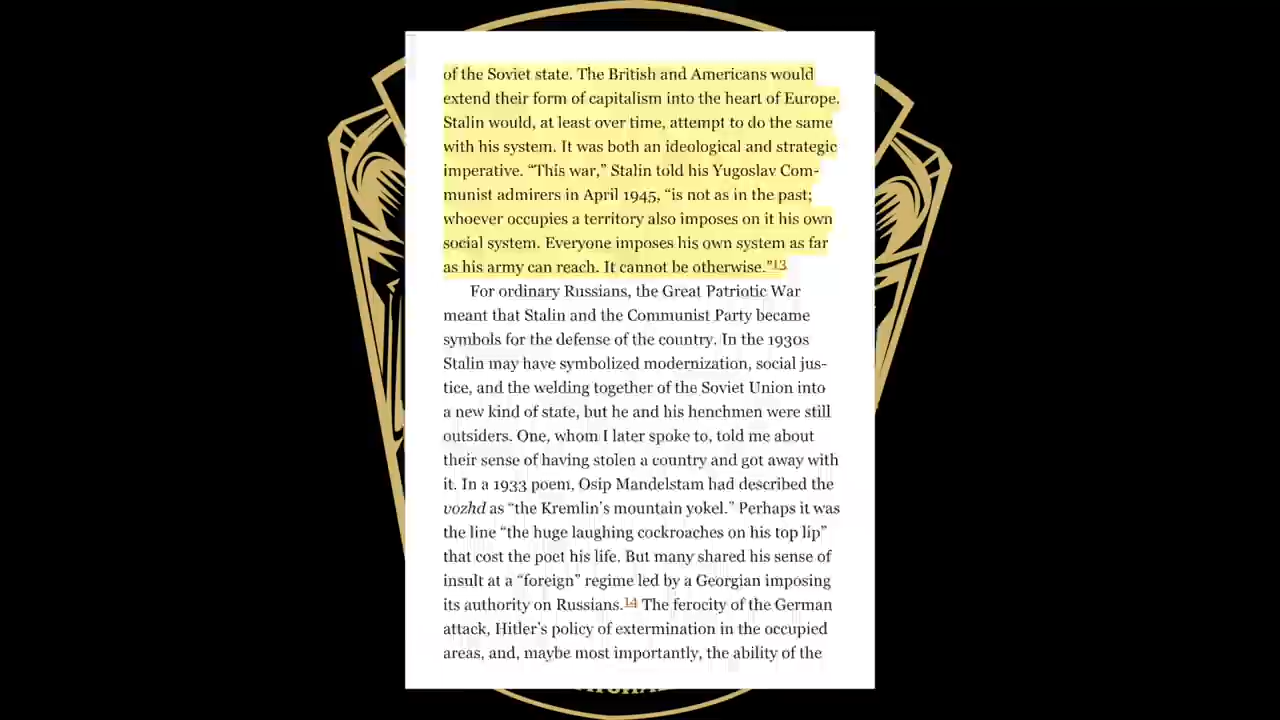 of the Soviet state. The British and Americans would
extend their form of capitalism into the heart of Europe.
Stalin would, at least over time, attempt to do the same
with his system. It was both an ideological and strategic
imperative. “This war,” Stalin told his Yugoslav Com-
munist admirers in April 1945, “is not as in the past;
whoever occupies a territory also imposes on it his own
social system. Everyone imposes his own system as far
as his army can reach. It cannot be otherwise.”13
For ordinary Russians, the Great Patriotic War
meant that Stalin and the Communist Party became
symbols for the defense of the country. In the 1930s
Stalin may have symbolized modernization, social jus-
tice, and the welding together of the Soviet Union into
a new kind of state, but he and his henchmen were still
outsiders. One, whom I later spoke to, told me about
their sense of having stolen a country and got away with
it. In a 1933 poem, Osip Mandelstam had described the
vozhd as “the Kremlin’s mountain yokel.” Perhaps it was
the line “the huge laughing cockroaches on his top lip”
that cost the poet his life. But many shared his sense of
insult at a “foreign” regime led by a Georgian imposing
its authority on Russians.14 The ferocity of the German
attack, Hitler’s policy of extermination in the occupied
areas, and, maybe most importantly, the ability of the